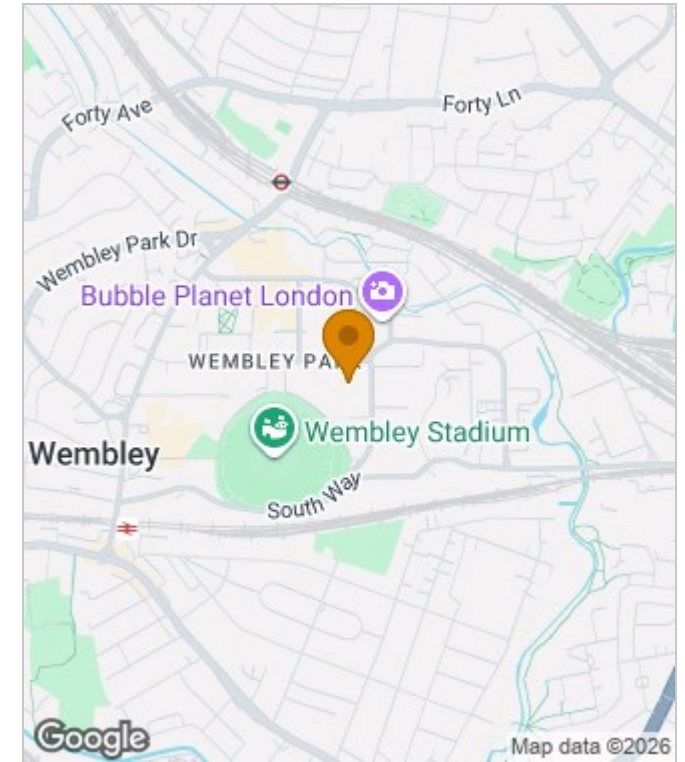 Forty Ave
Forty Ln
Wembley Park Dr
Bubble Planet London
WEMBLEY PA
Wembley Stadium
Wembley
South Way
Google
Map data ©2026